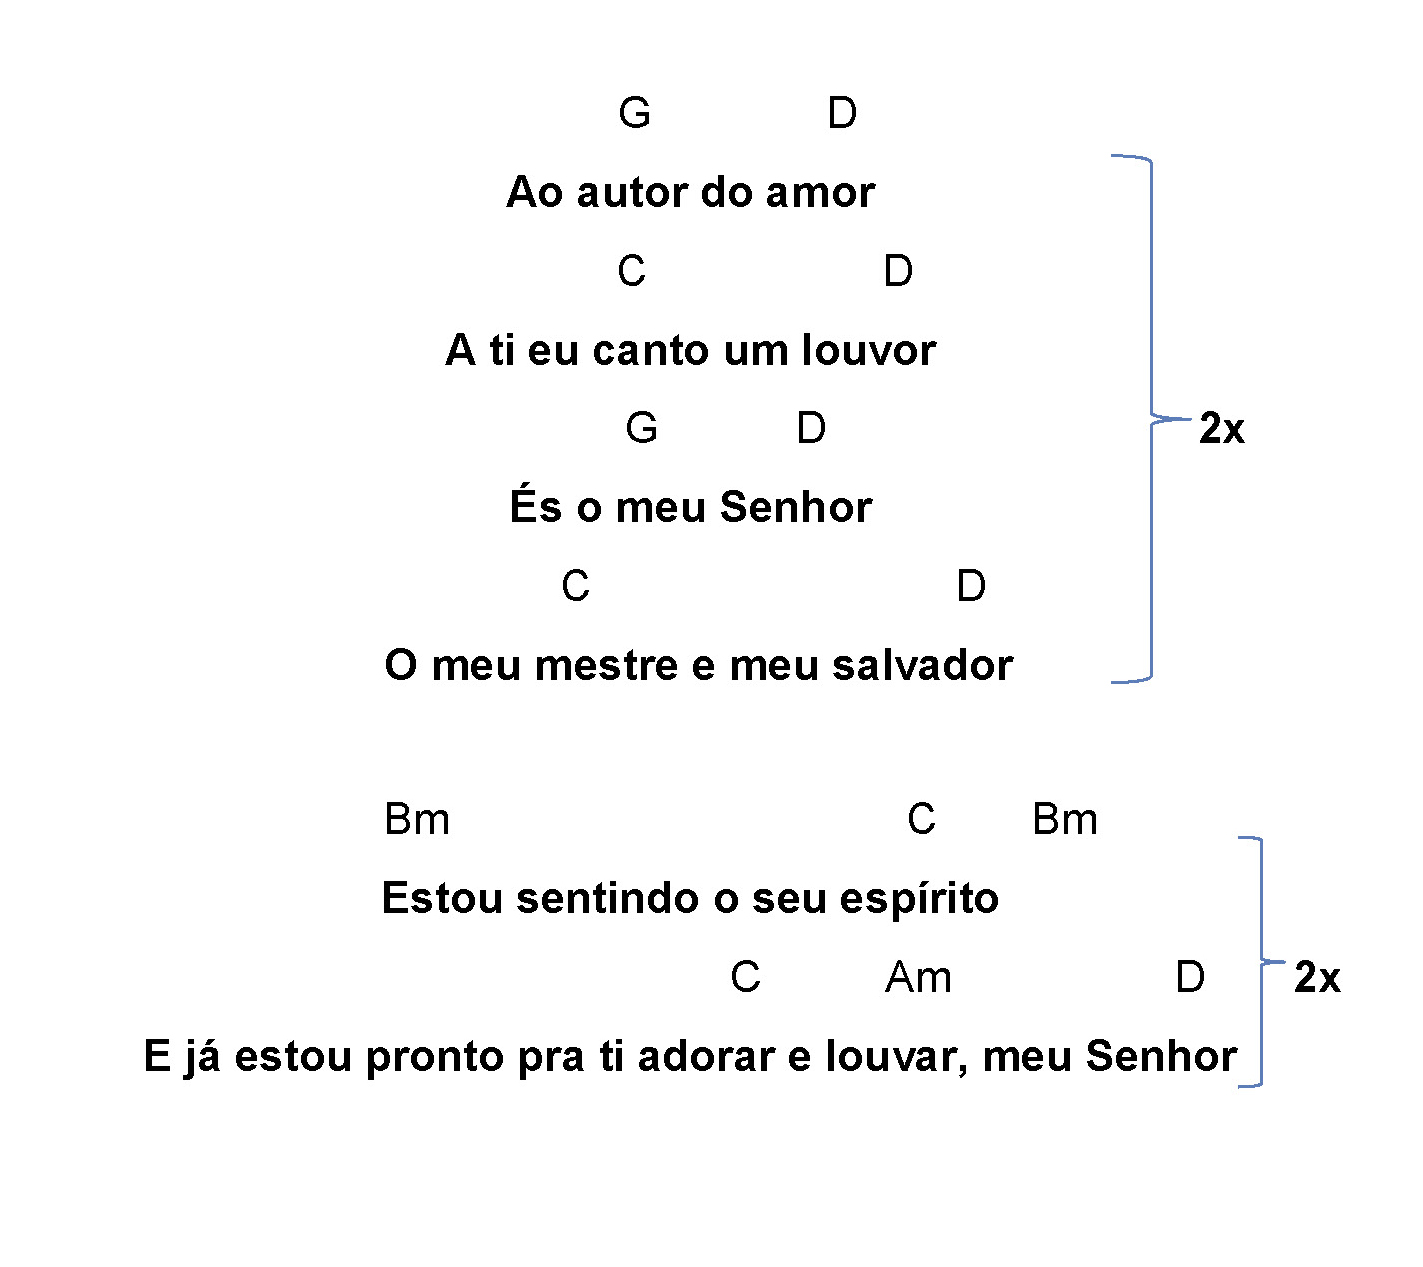 G D
Ao autor do amor
C D
A ti eu canto um louvor
G D
2x
És o meu Senhor
C D
O meu mestre e meu salvador
Bm C Bm
Estou sentindo o seu espírito
C Am D
2x
E já estou pronto pra ti adorar e louvar, meu Senhor